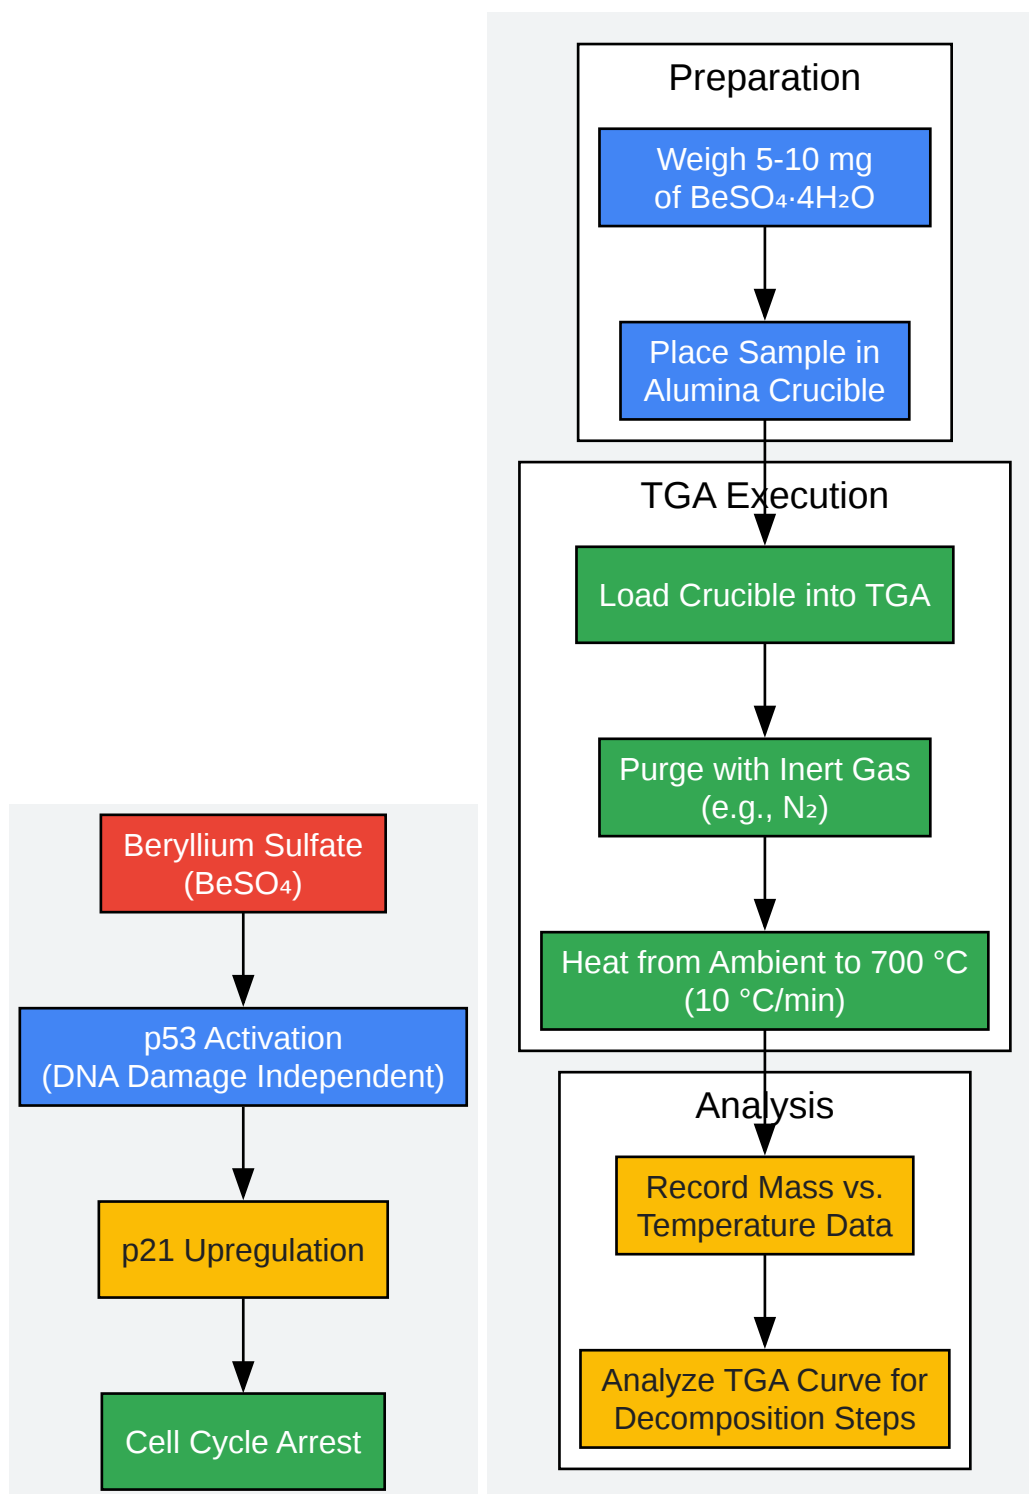 Beryllium Sulfate
(BeSO₄)
p53 Activation
(DNA Damage Independent)
p21 Upregulation
Cell Cycle Arrest
Preparation
Weigh 5-10 mg
of BeSO₄·4H₂O
Place Sample in
Alumina Crucible
TGA Execution
Load Crucible into TGA
Purge with Inert Gas
(e.g., N₂)
Heat from Ambient to 700 °C
(10 °C/min)
Analysis
Record Mass vs.
Temperature Data
Analyze TGA Curve for
Decomposition Steps